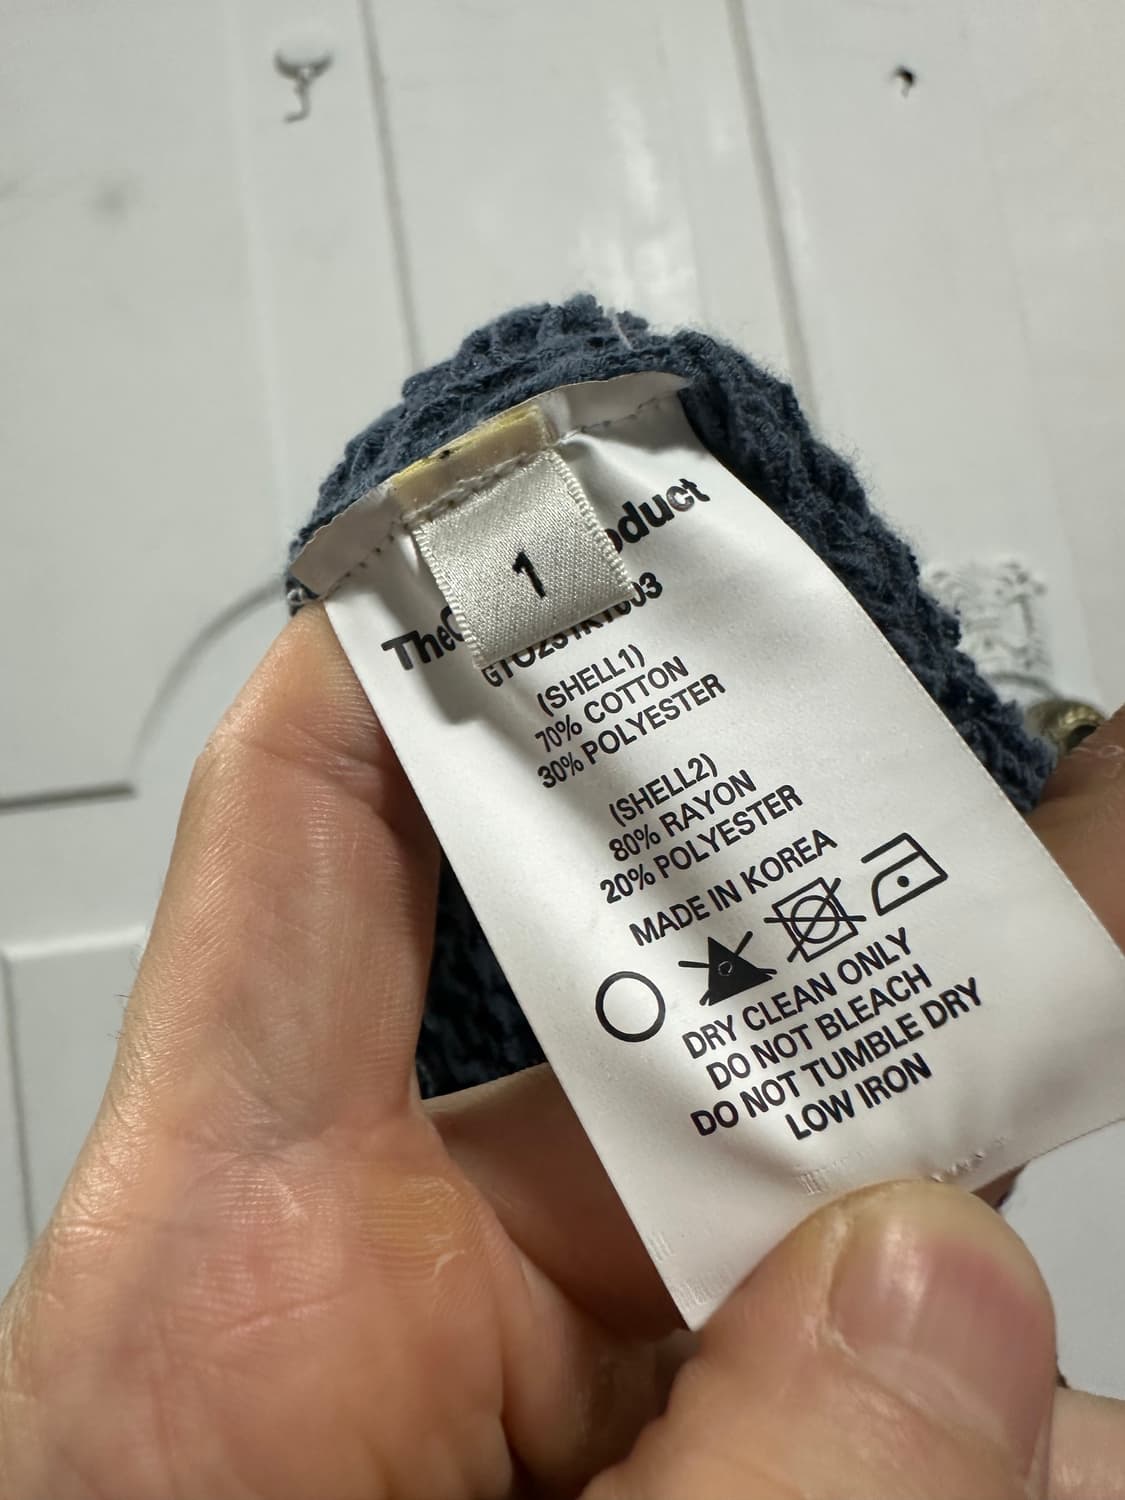 1
(SHELL1)
70% COTTON
30% POLYESTER
(SHELL2)
80% RAYON
20% POLYESTER
MADE IN KOREA
DRY CLEAN ONLY
DO NOT BLEACH
DO NOT TUMBLE DRY
LOW IRON